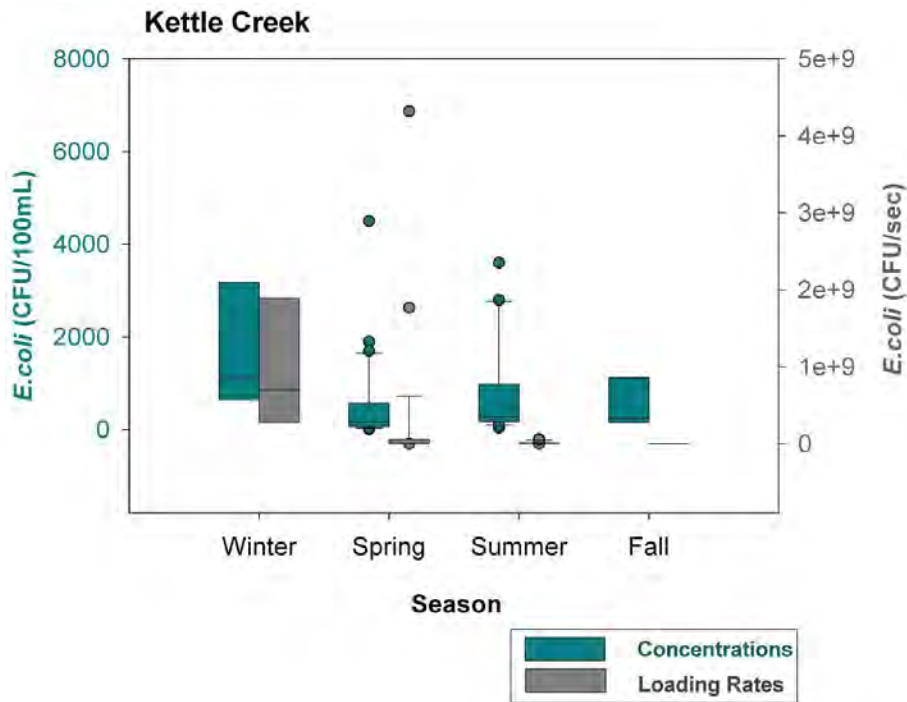 Kettle Creek
8000
6000
4000
2000
0
E.coli (CFU/100mL)
5e+9
4e+9
3e+9
2e+9
1e+9
0
E.coli (CFU/sec)
Winter Spring Summer Fall
Season
Concentrations
Loading Rates